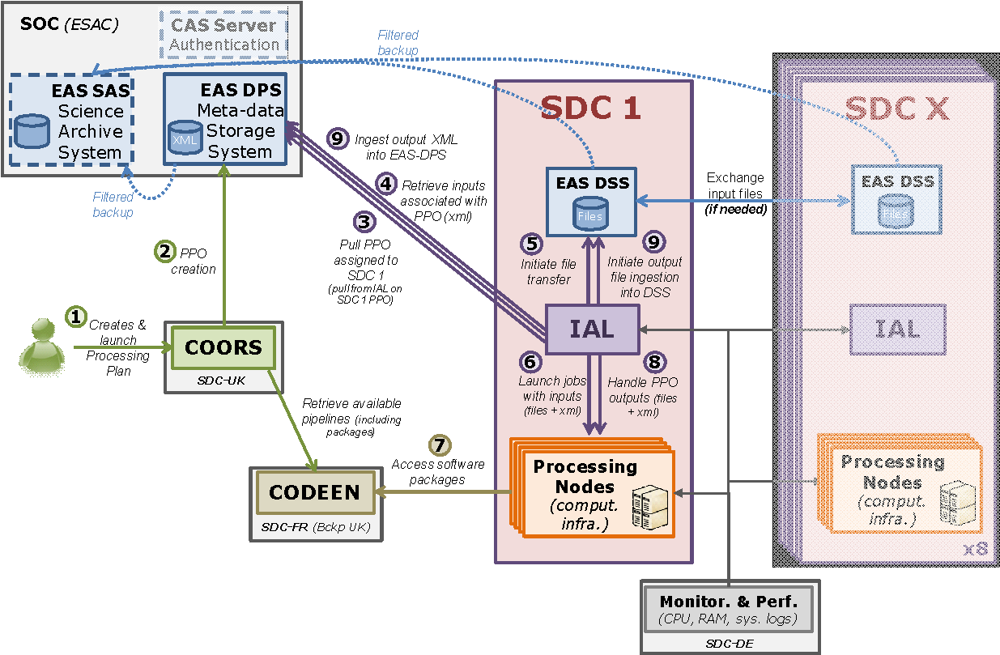 SOC (ESAC)
CAS Server
Authentication
EAS SAS
Science
Archive
System
EAS DPS
Meta-data
Storage
System
XML
Filtered
backup
Filtered
backup
9
Ingest output XML
into EAS-DPS
4
Retrieve inputs
associated with
PPO (xml)
3
Pull PPO
assigned to
SDC 1
(pull from IAL on
SDC 1 PPO)
2
PPO
creation
1
Creates &
launch
Processing
Plan
COORS
SDC-UK
Retrieve available
pipelines (including
packages)
CODEEN
SDC-FR (Bckp UK)
7
Access software
packages
SDC 1
EAS DSS
Files
5
Initiate file
transfer
9
Initiate output
file ingestion
into DSS
IAL
6
Launch jobs
with inputs
(files + xml)
8
Handle PPO
outputs (files
+ xml)
Processing
Nodes
(comput.
infra.)
Exchange
input files
(if needed)
SDC X
EAS DSS
Files
IAL
Processing
Nodes
(comput.
infra.)
x8
Monitor. & Perf.
(CPU, RAM, sys. logs)
SDC-DE